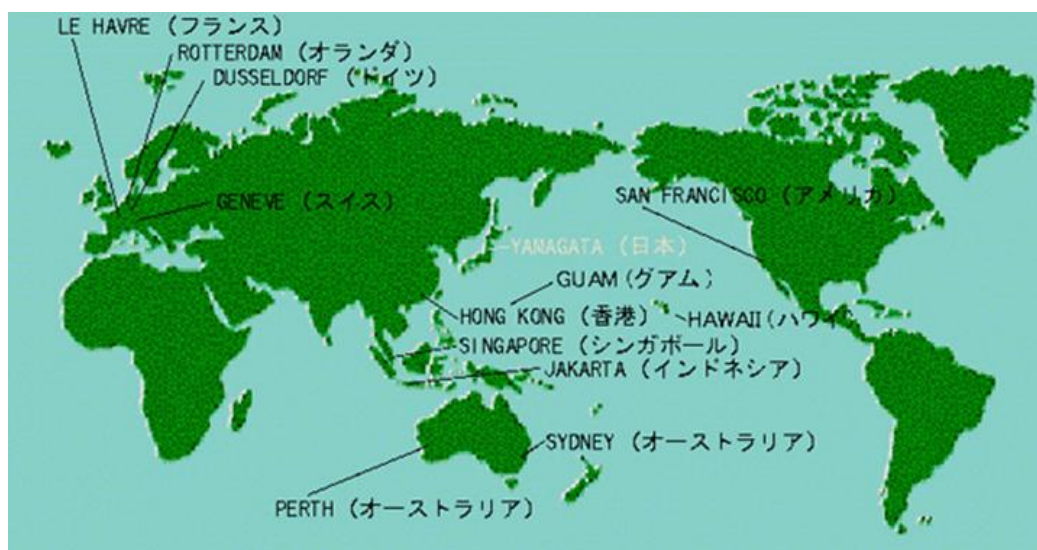 LE HAVRE (フランス)
ROTTERDAM (オランダ)
DUSSELDORF (ドイツ)
GENEVE (スイス)
SAN FRANCISCO (アメリカ)
YAMAGATA (日本)
GUAM (グアム)
HONG KONG (香港)
HAWAII (ハワイ)
SINGAPORE (シンガポール)
JAKARTA (インドネシア)
SYDNEY (オーストラリア)
PERTH (オーストラリア)